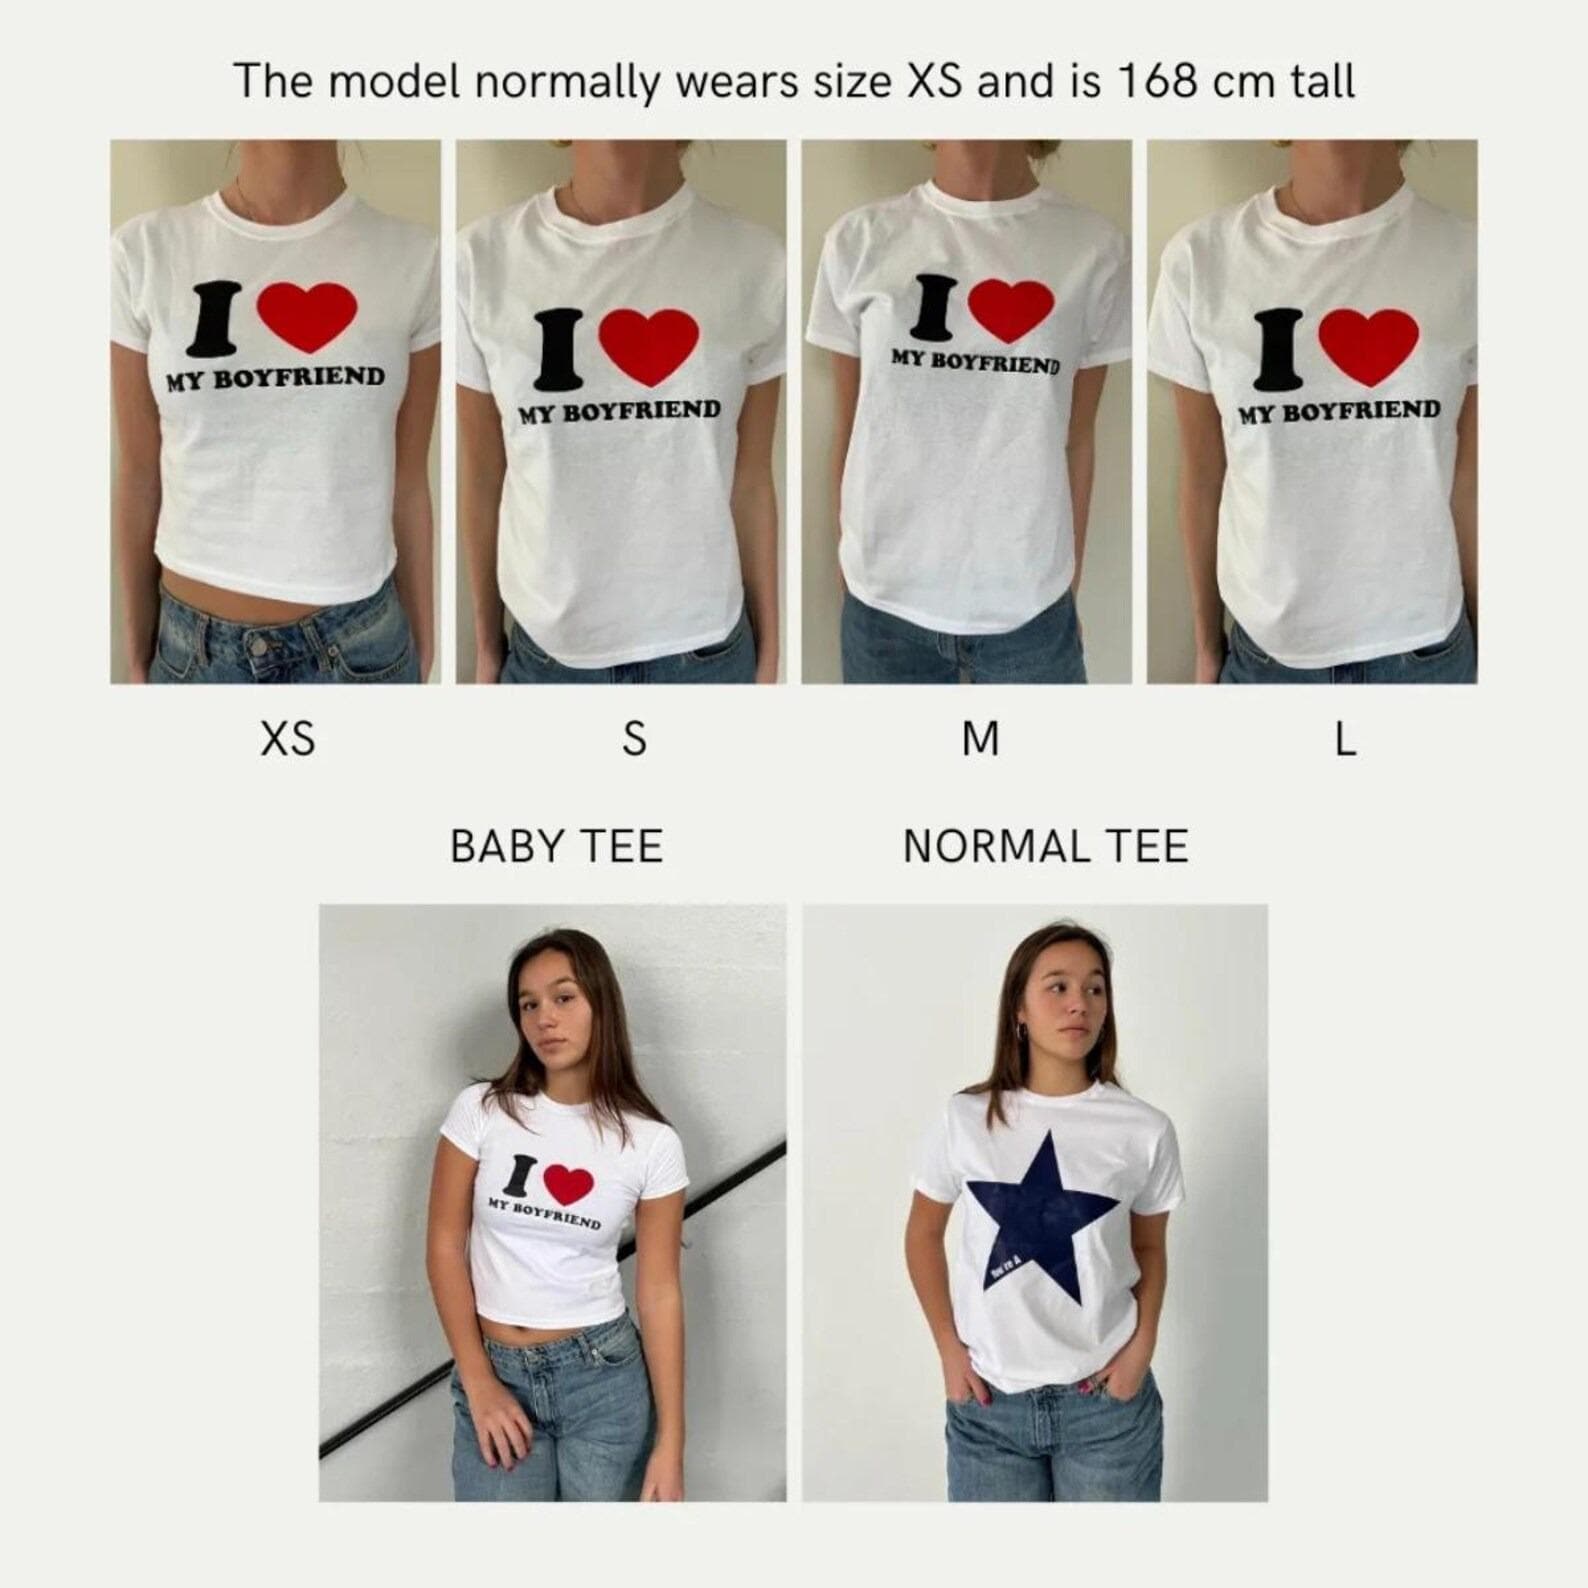 The model normally wears size XS and is 168 cm tall
I
MY BOYFRIEND
I
MY BOYFRIEND
I
MY BOYFRIEND
I
MY BOYFRIEND
XS S M L
BABY TEE NORMAL TEE
I
MY BOYFRIEND
You're A